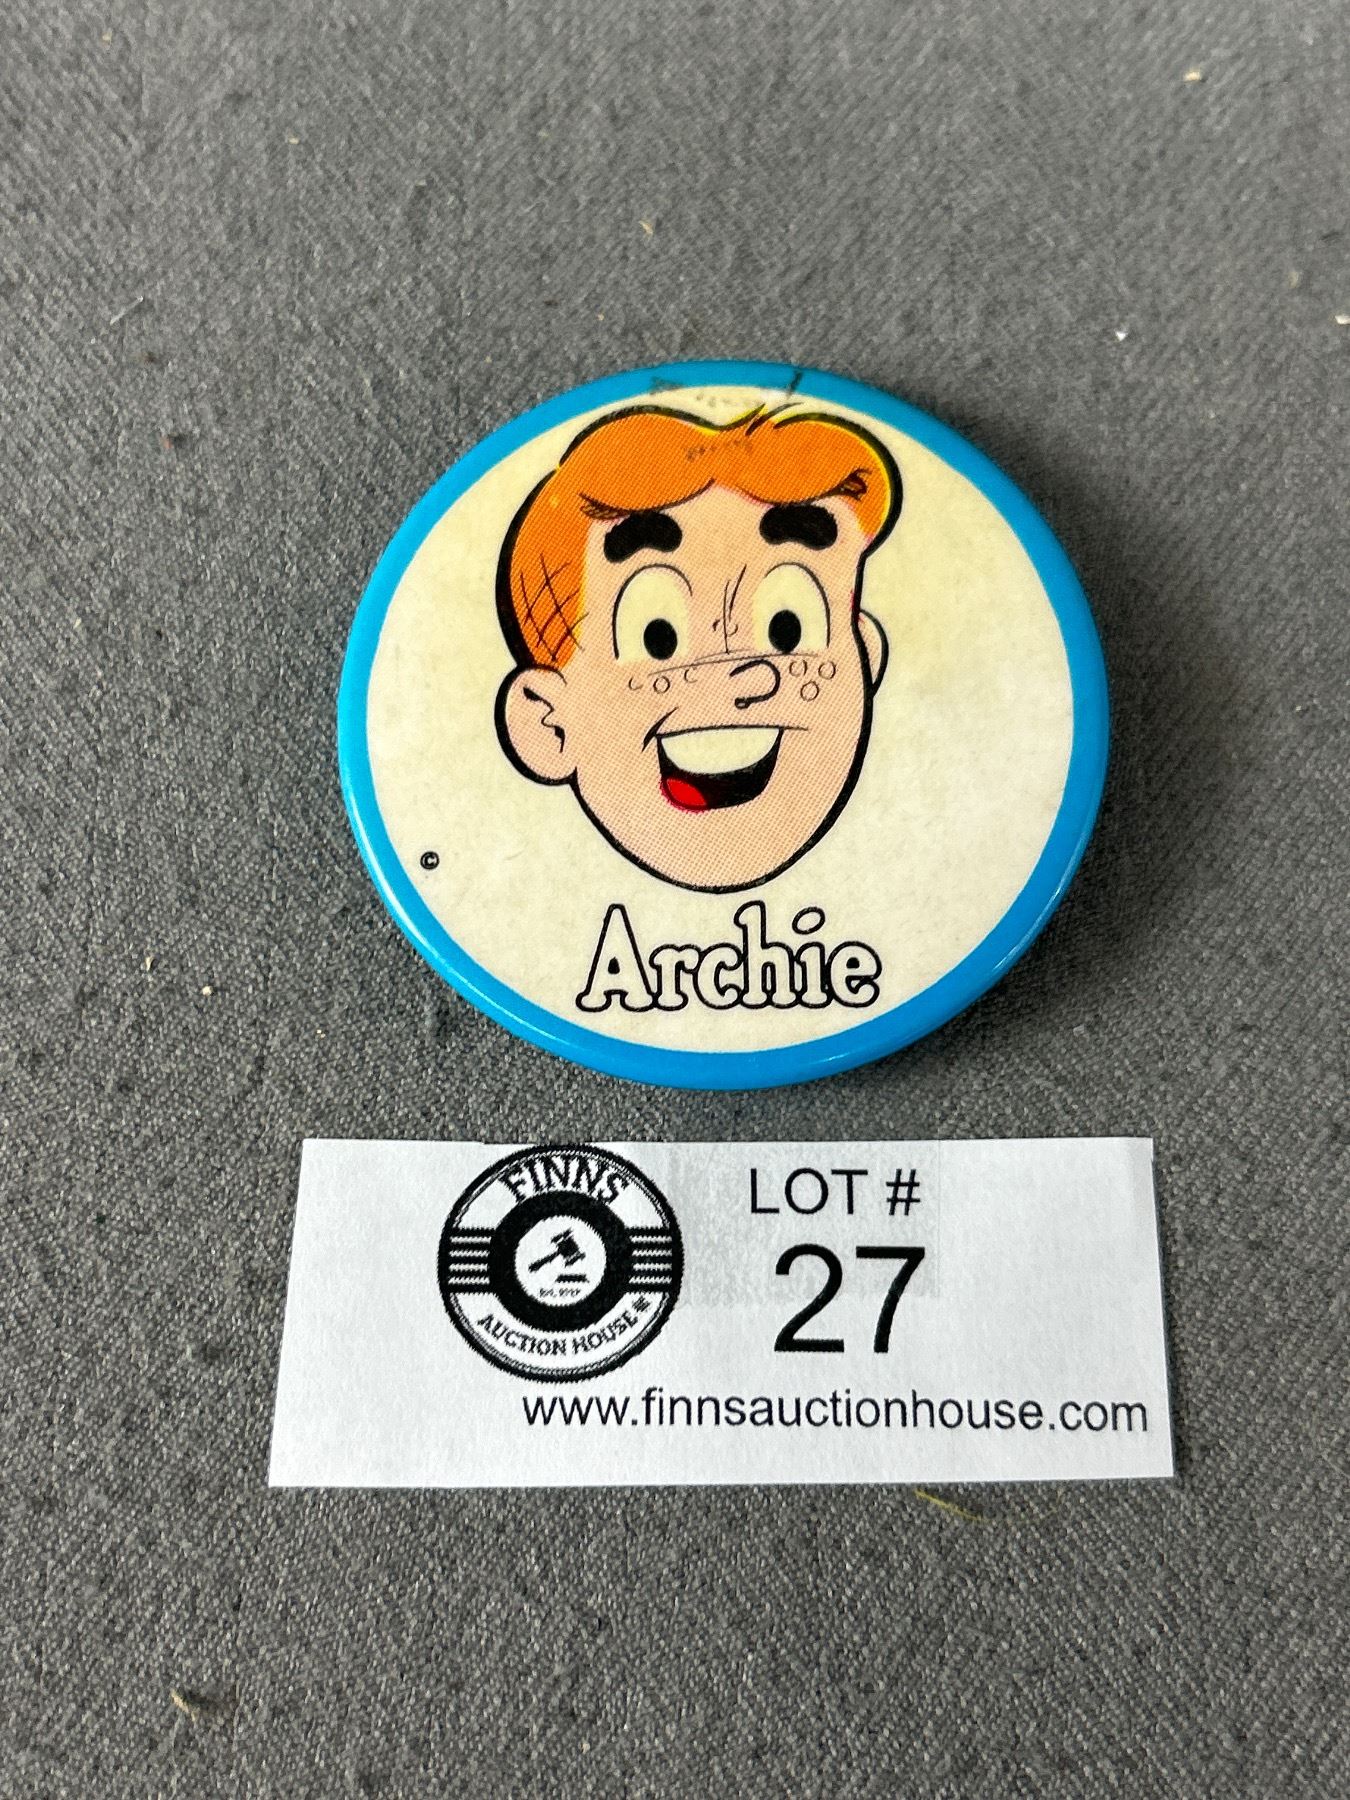 ©
Archie
FINNS
AUCTION HOUSE
LOT #
27
www.finnsauctionhouse.com